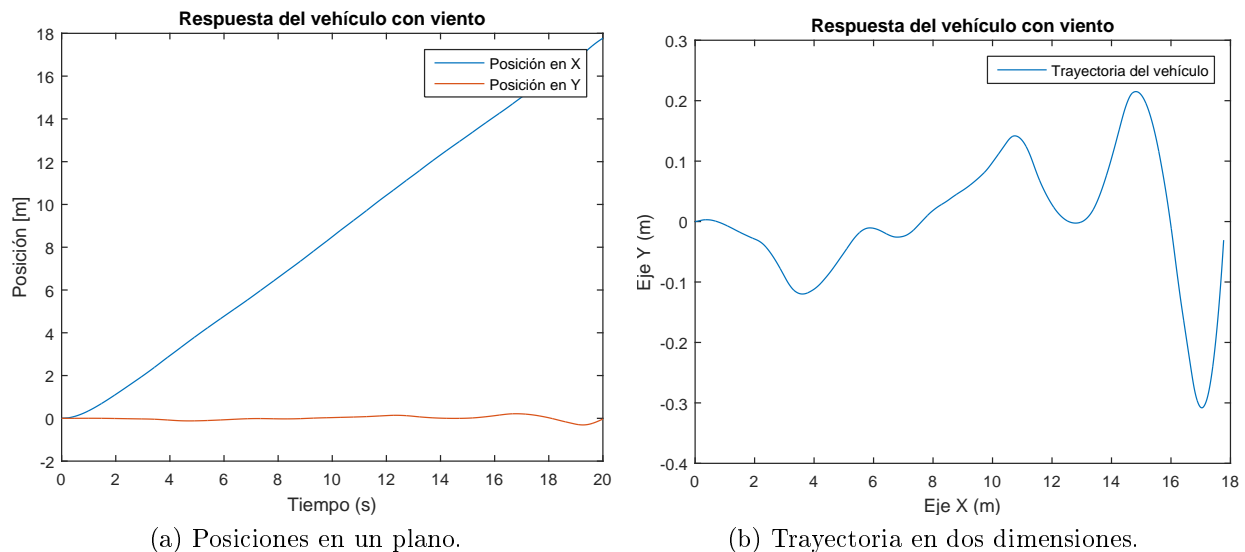 Respuesta del vehículo con viento
18
16
14
12
10
8
6
4
2
0
-2
Posición [m]
Posición en X
Posición en Y
0 2 4 6 8 10 12 14 16 18 20
Tiempo (s)
(a) Posiciones en un plano.
Respuesta del vehículo con viento
0.3
0.2
0.1
0
-0.1
-0.2
-0.3
-0.4
Eje Y (m)
Trayectoria del vehículo
0 2 4 6 8 10 12 14 16 18
Eje X (m)
(b) Trayectoria en dos dimensiones.